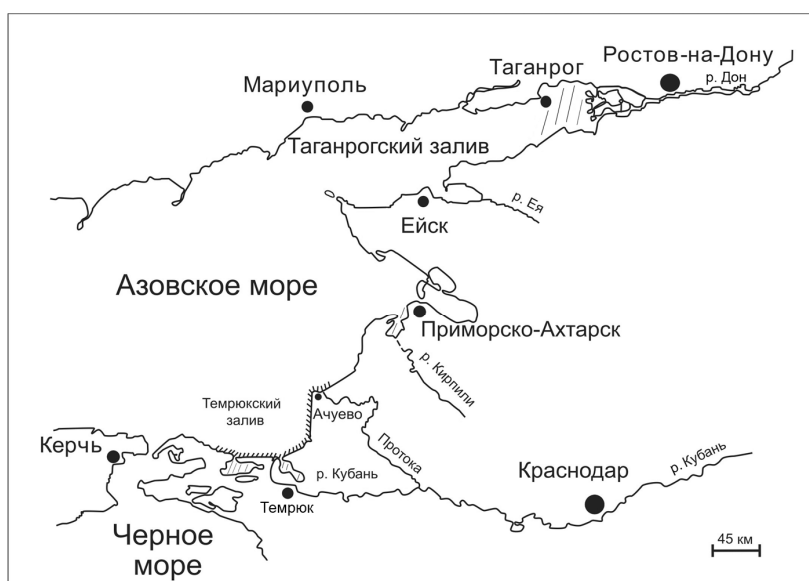 Ростов-на-Дону
Таганрог
р. Дон
Мариуполь
Таганрогский залив
р. Ея
Ейск
Азовское море
Приморско-Ахтарск
р. Кирпили
Темрюкский
залив
Ачуево
Керчь
Протока
р. Кубань
Краснодар
р. Кубань
Темрюк
Черное
море
45 км